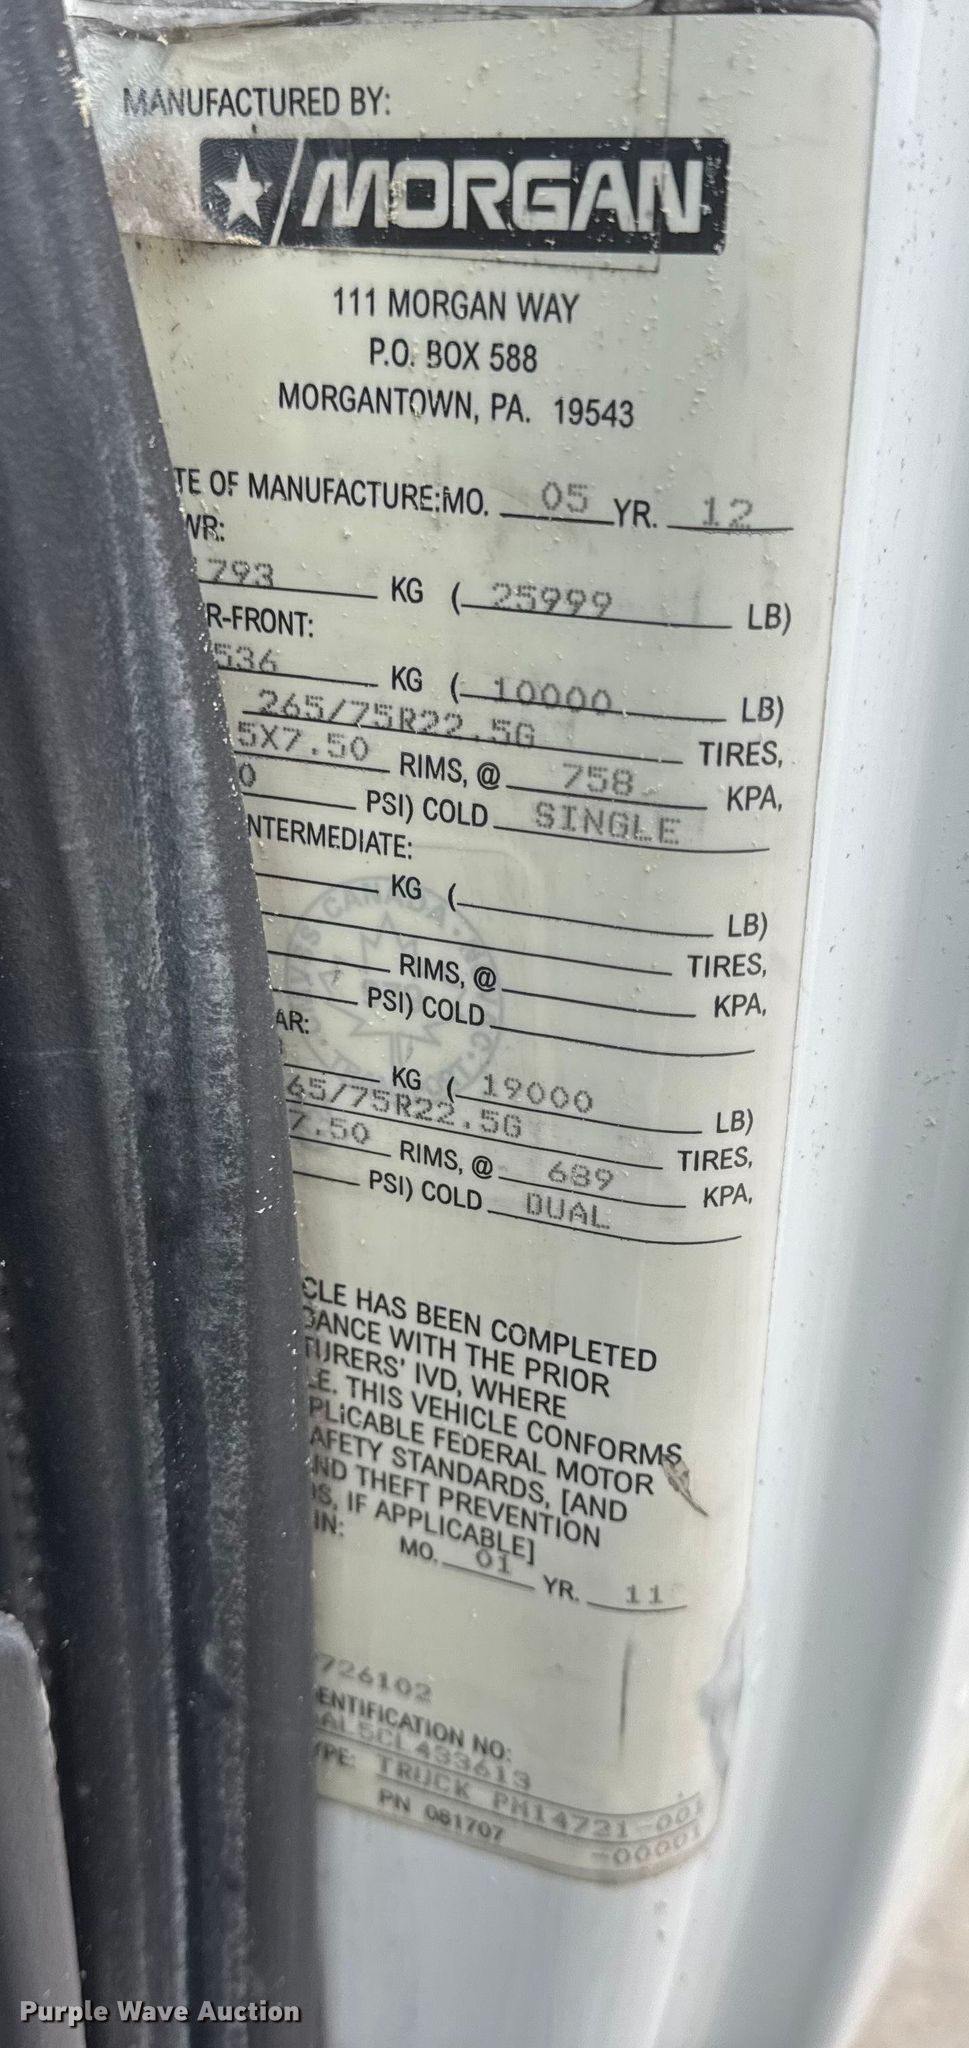 MANUFACTURED BY:
MORGAN
111 MORGAN WAY
P.O. BOX 588
MORGANTOWN, PA. 19543
TE OF MANUFACTURE:MO. 05 YR. 12
WR:
1793 KG ( 25999 LB)
R-FRONT:
536 KG ( 10000 LB)
265/75R22.5G TIRES,
5X7.50 RIMS, @ 758 KPA,
0 PSI) COLD SINGLE
NTERMEDIATE:
KG ( LB)
TIRES,
RIMS, @ KPA,
PSI) COLD
CANADA
AR:
KG ( 19000 LB)
65/75R22.5G TIRES,
7.50 RIMS, @ 689 KPA,
PSI) COLD DUAL
CLE HAS BEEN COMPLETED
DANCE WITH THE PRIOR
TURERS' IVD, WHERE
LE. THIS VEHICLE CONFORMS
PLICABLE FEDERAL MOTOR
AFETY STANDARDS, [AND
ND THEFT PREVENTION
DS, IF APPLICABLE]
IN: MO. 01 YR. 11
726102
ENTIFICATION NO:
AL5CL433613
YPE: TRUCK PM14721-001
-00001
PN 081707
Purple Wave Auction